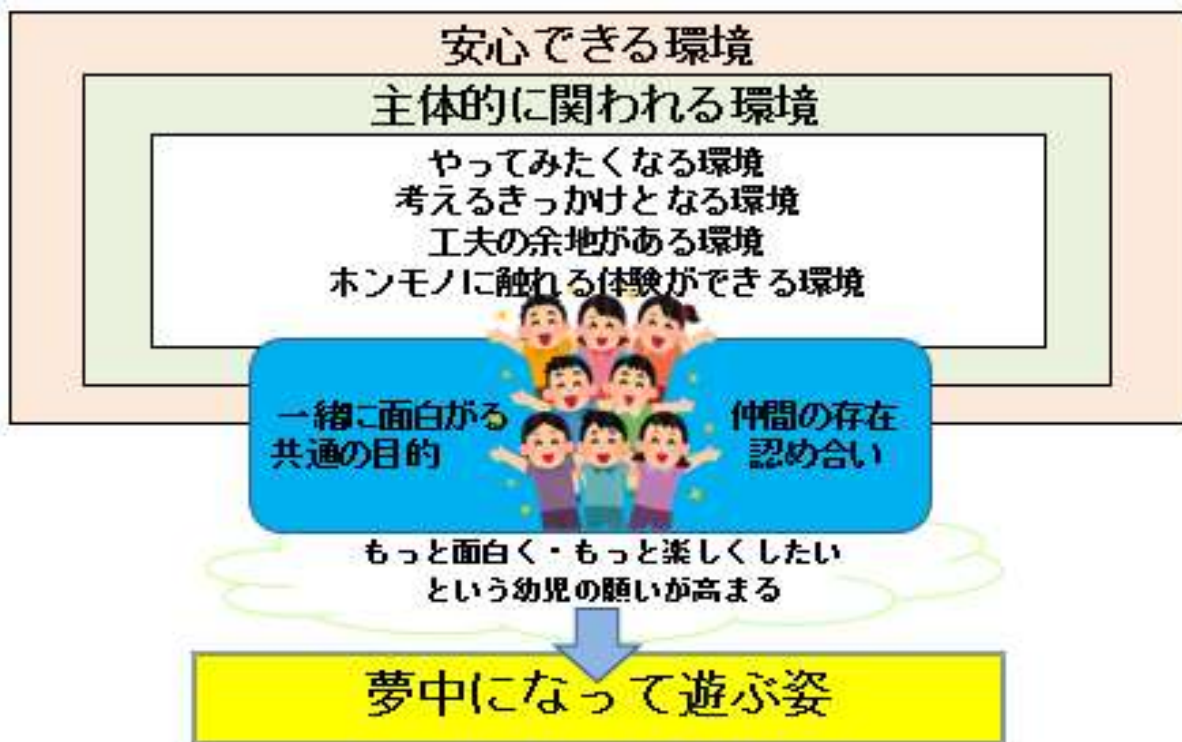 安心できる環境
主体的に関われる環境
やってみたくなる環境
考えるきっかけとなる環境
工夫の余地がある環境
ホンモノに触れる体験ができる環境
一緒に面白がる
共通の目的
仲間の存在
認め合い
もっと面白く・もっと楽しくしたい
という幼児の願いが高まる
夢中になって遊ぶ姿